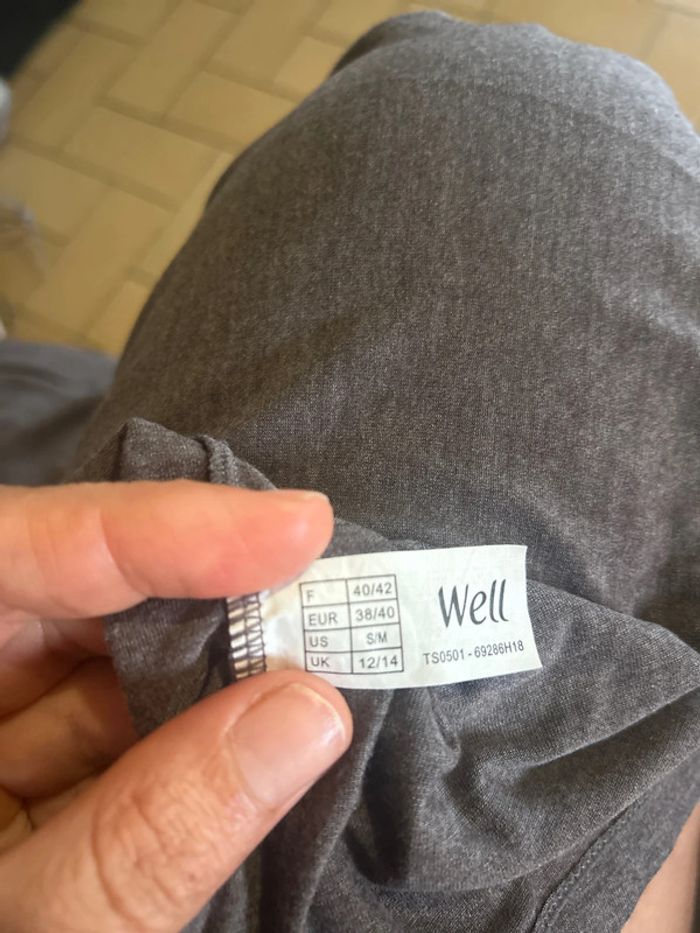 F 40/42
EUR 38/40
US S/M
UK 12/14
Well
TS0501 - 69286H18